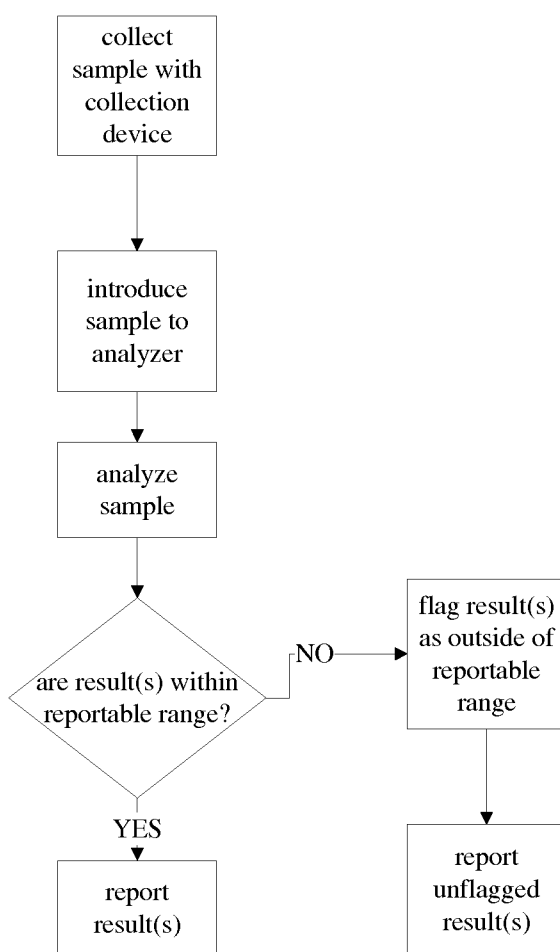 collect
sample with
collection
device
introduce
sample to
analyzer
analyze
sample
are result(s) within
reportable range?
NO
flag result(s)
as outside of
reportable
range
YES
report
result(s)
report
unflagged
result(s)